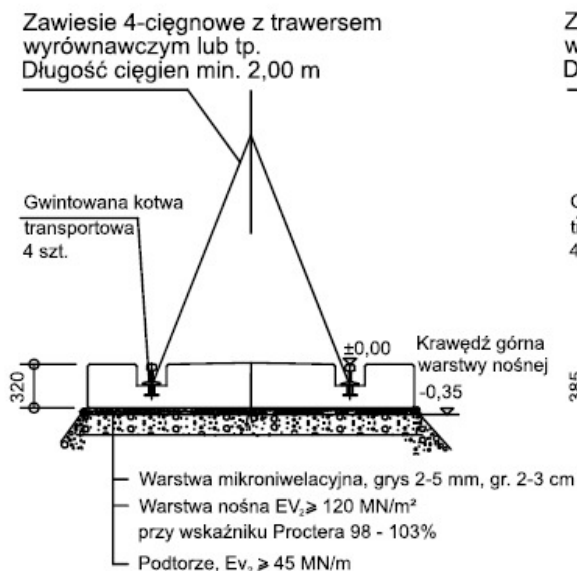 Zawiesie 4-cięgnowe z trawersem
wyrównawczym lub tp.
Długość cięgien min. 2,00 m
Gwintowana kotwa
transportowa
4 szt.
±0,00
Krawędź górna
warstwy nośnej
-0,35
320
Warstwa mikroniwelacyjna, grys 2-5 mm, gr. 2-3 cm
Warstwa nośna EV₂⩾ 120 MN/m²
przy wskaźniku Proctera 98 - 103%
Podtorze, Ev₂ ⩾ 45 MN/m
Z
w
D
4
385